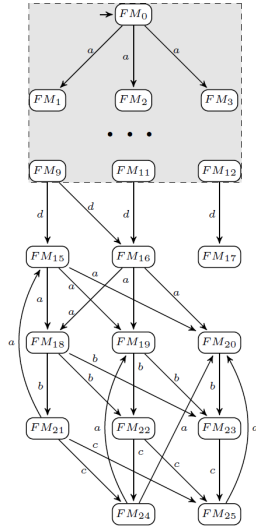 FM₀
a a a
FM₁ FM₂ FM₃
• • •
FM₉ FM₁₁ FM₁₂
d d d d
FM₁₅ FM₁₆ FM₁₇
a a a a a a
a
FM₁₈ FM₁₉ FM₂₀
b b b b b
FM₂₁ FM₂₂ FM₂₃
a a a
c c c c c
FM₂₄ FM₂₅